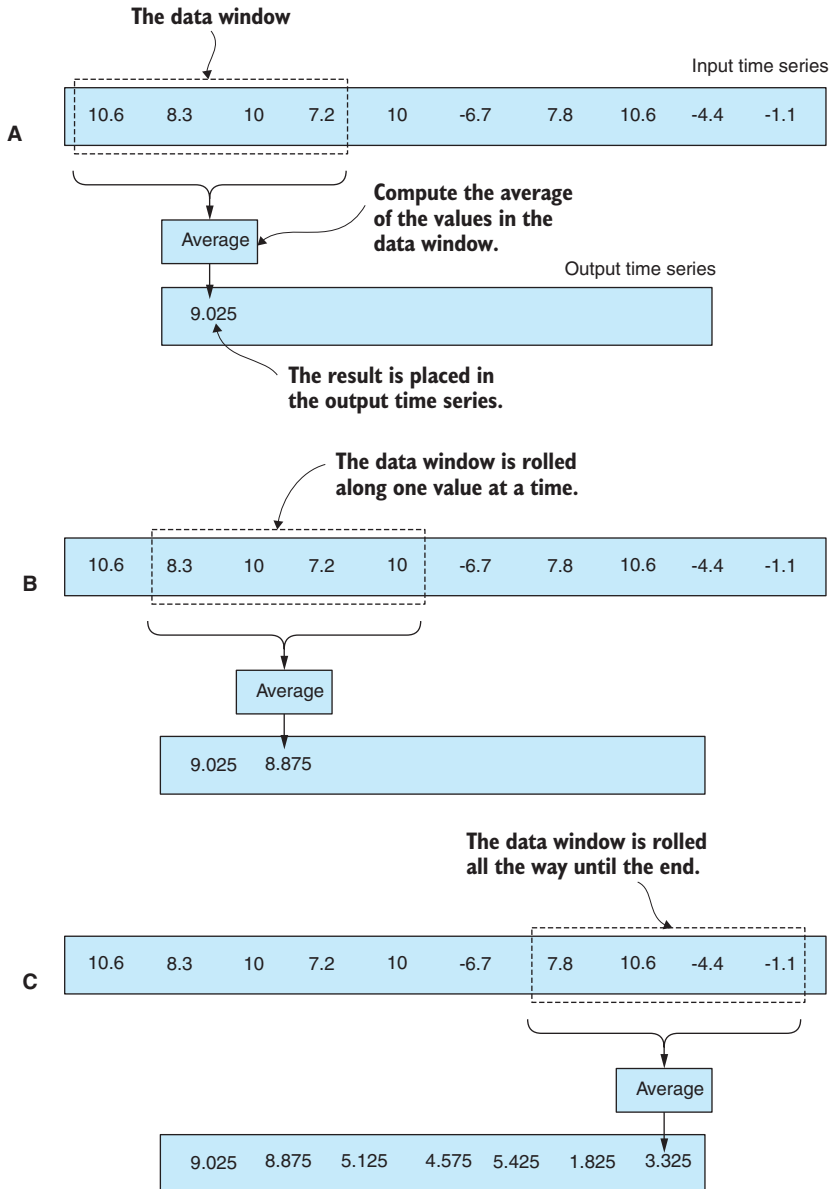 The data window
Input time series
A
10.6 8.3 10 7.2 10 -6.7 7.8 10.6 -4.4 -1.1
Compute the average
of the values in the
data window.
Average
Output time series
9.025
The result is placed in
the output time series.
The data window is rolled
along one value at a time.
B
10.6 8.3 10 7.2 10 -6.7 7.8 10.6 -4.4 -1.1
Average
9.025 8.875
The data window is rolled
all the way until the end.
C
10.6 8.3 10 7.2 10 -6.7 7.8 10.6 -4.4 -1.1
Average
9.025 8.875 5.125 4.575 5.425 1.825 3.325